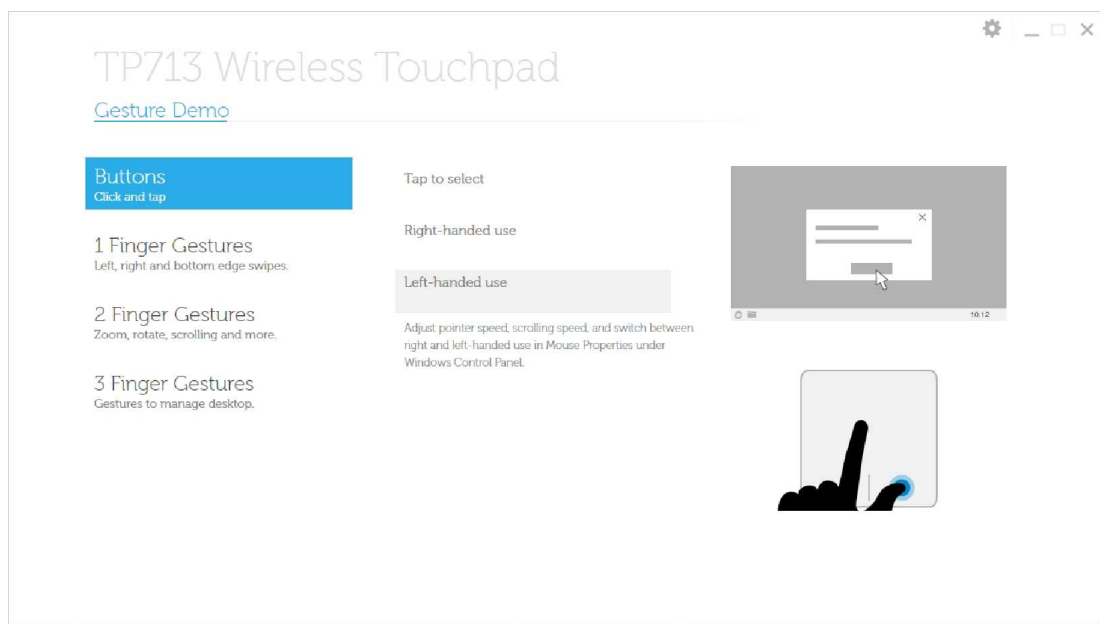 TP713 Wireless Touchpad
Gesture Demo
Buttons
Click and tap
1 Finger Gestures
Left, right and bottom edge swipes.
2 Finger Gestures
Zoom, rotate, scrolling and more.
3 Finger Gestures
Gestures to manage desktop.
Tap to select
Right-handed use
Left-handed use
Adjust pointer speed, scrolling speed, and switch between
right and left-handed use in Mouse Properties under
Windows Control Panel.
10:12